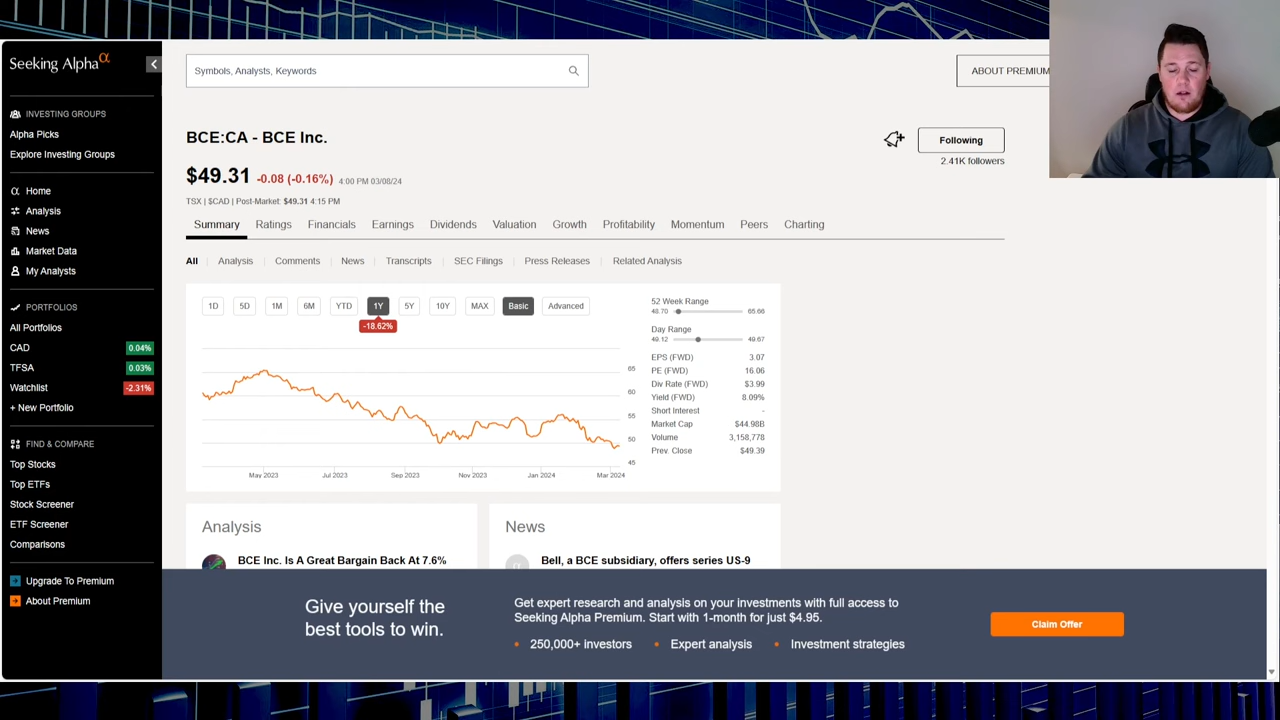 Seeking Alpha α
Symbols, Analysts, Keywords
ABOUT PREMIUM
INVESTING GROUPS
Alpha Picks
Explore Investing Groups
Home
Analysis
News
Market Data
My Analysts
PORTFOLIOS
All Portfolios
CAD 0.04%
TFSA 0.03%
Watchlist -2.31%
+ New Portfolio
FIND & COMPARE
Top Stocks
Top ETFs
Stock Screener
ETF Screener
Comparisons
Upgrade To Premium
About Premium
BCE:CA - BCE Inc.
Following
2.41K followers
$49.31 -0.08 (-0.16%) 4:00 PM 03/08/24
TSX | $CAD | Post-Market: $49.31 4:15 PM
Summary Ratings Financials Earnings Dividends Valuation Growth Profitability Momentum Peers Charting
All Analysis Comments News Transcripts SEC Filings Press Releases Related Analysis
1D 5D 1M 6M YTD 1Y 5Y 10Y MAX Basic Advanced
-18.62%
65
60
55
50
45
May 2023 Jul 2023 Sep 2023 Nov 2023 Jan 2024 Mar 2024
52 Week Range
48.70 65.66
Day Range
49.12 49.67
EPS (FWD) 3.07
PE (FWD) 16.06
Div Rate (FWD) $3.99
Yield (FWD) 8.09%
Short Interest -
Market Cap $44.98B
Volume 3,158,778
Prev. Close $49.39
Analysis
BCE Inc. Is A Great Bargain Back At 7.6%
News
Bell, a BCE subsidiary, offers series US-9
Give yourself the
best tools to win.
Get expert research and analysis on your investments with full access to
Seeking Alpha Premium. Start with 1-month for just $4.95.
• 250,000+ investors • Expert analysis • Investment strategies
Claim Offer